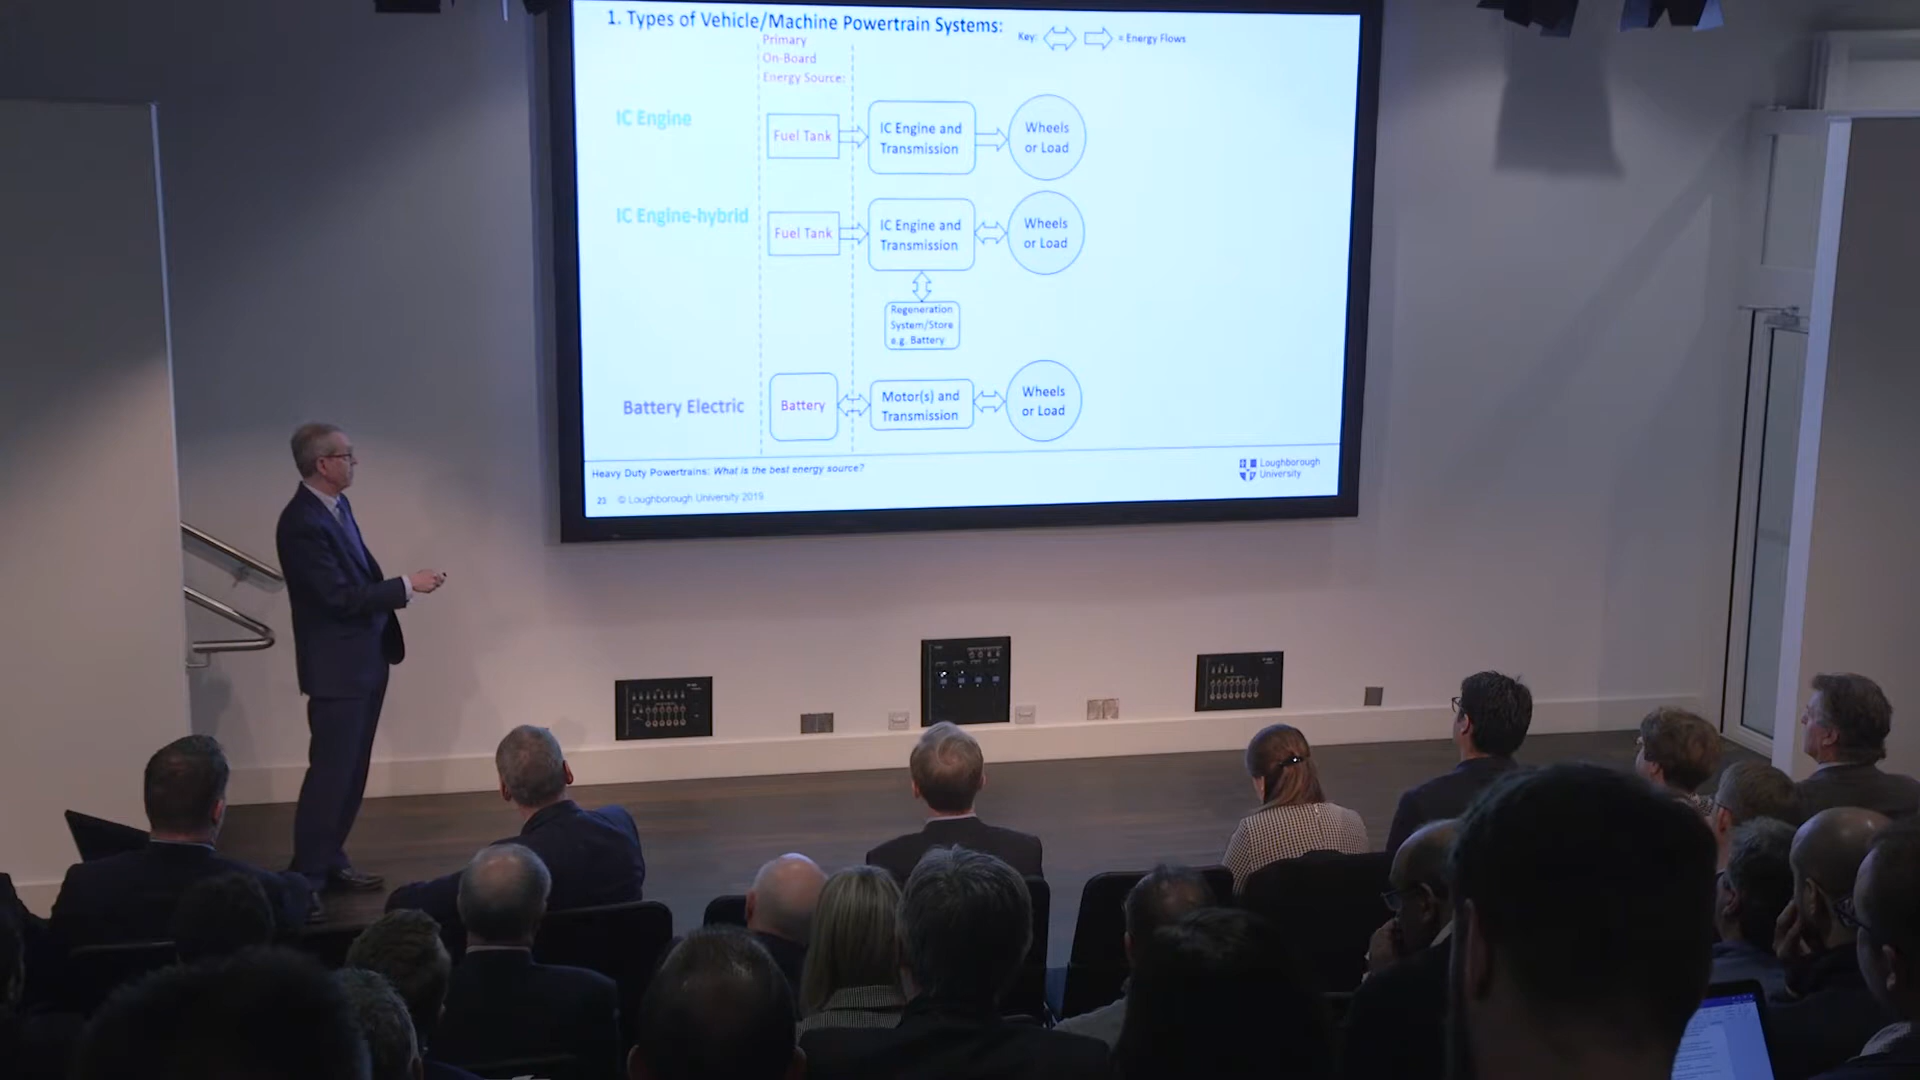 1. Types of Vehicle/Machine Powertrain Systems:
Key:
= Energy Flows
Primary
On-Board
Energy Source:
IC Engine
Fuel Tank
IC Engine and
Transmission
Wheels
or Load
IC Engine-hybrid
Fuel Tank
IC Engine and
Transmission
Wheels
or Load
Regeneration
System/Store
e.g. Battery
Battery Electric
Battery
Motor(s) and
Transmission
Wheels
or Load
Heavy Duty Powertrains: What is the best energy source?
Loughborough
University
23 © Loughborough University 2019